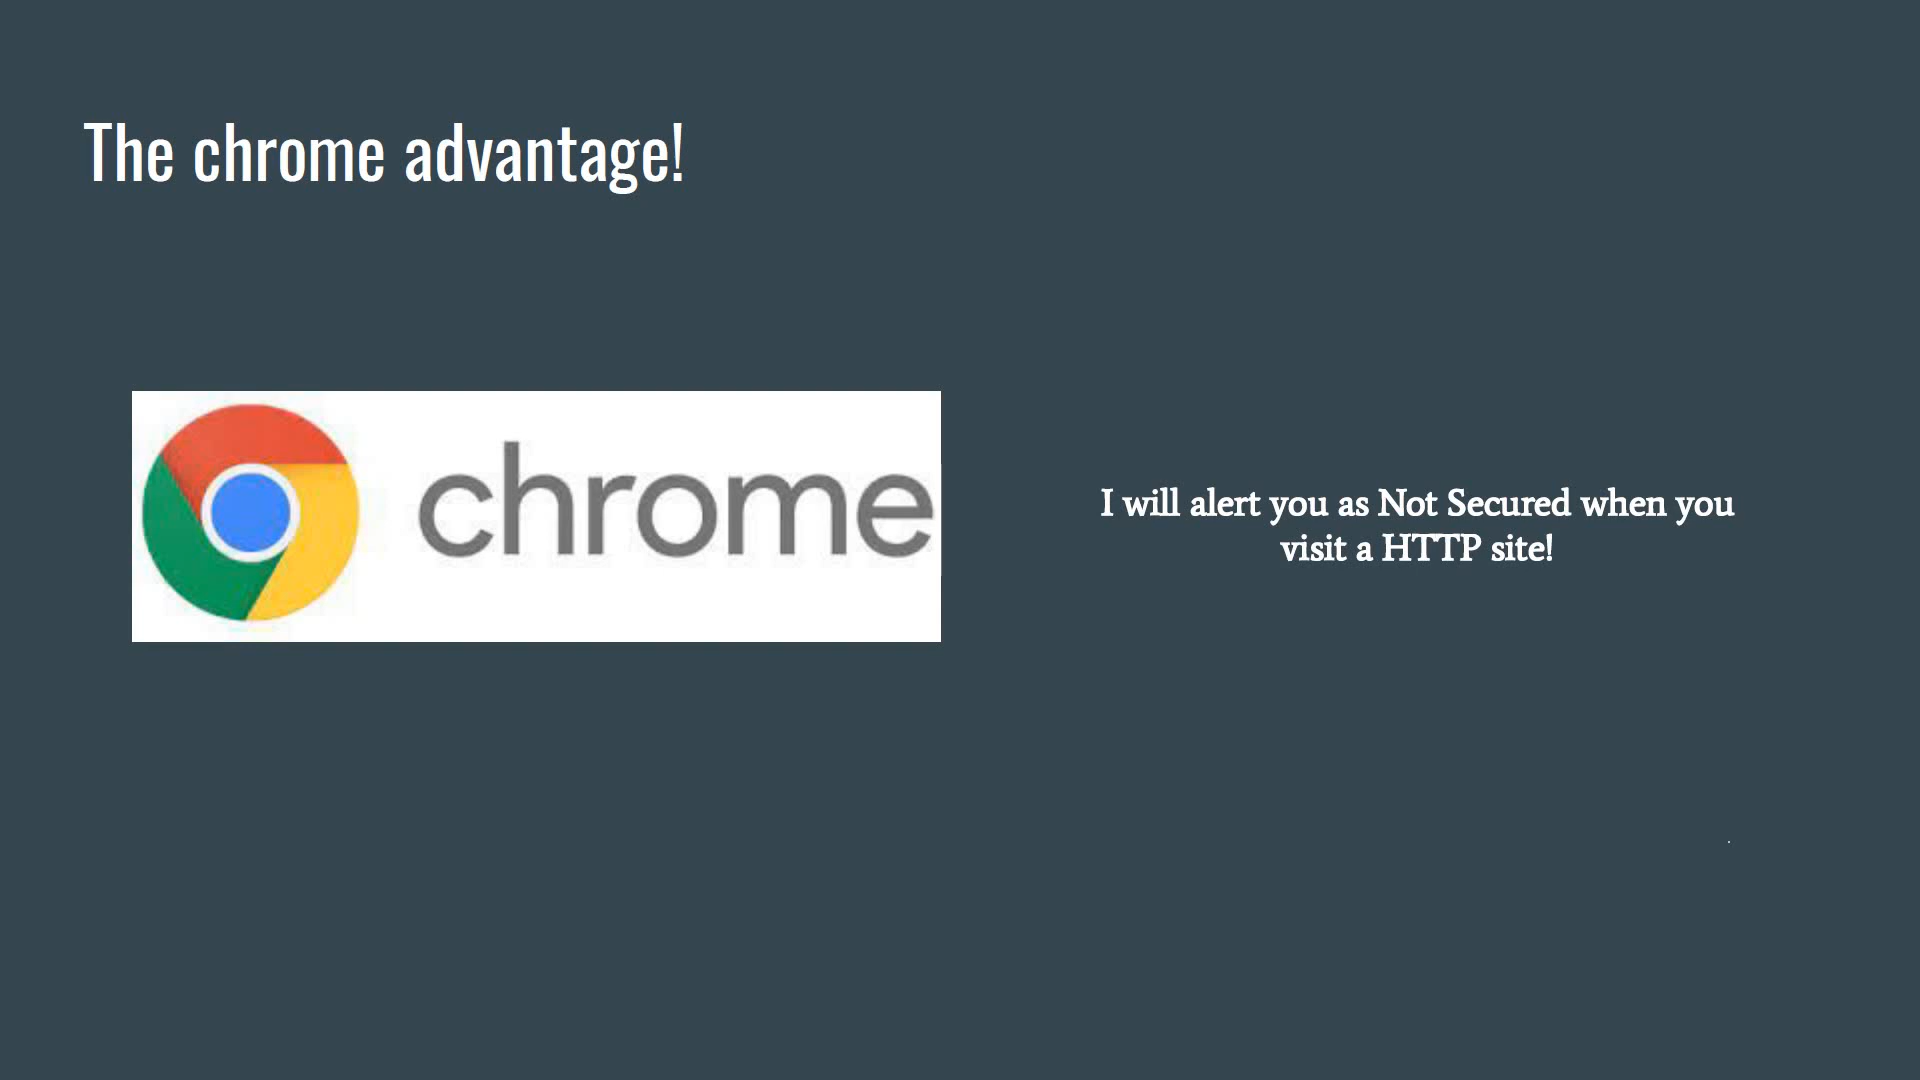 The chrome advantage!
chrome
I will alert you as Not Secured when you
visit a HTTP site!